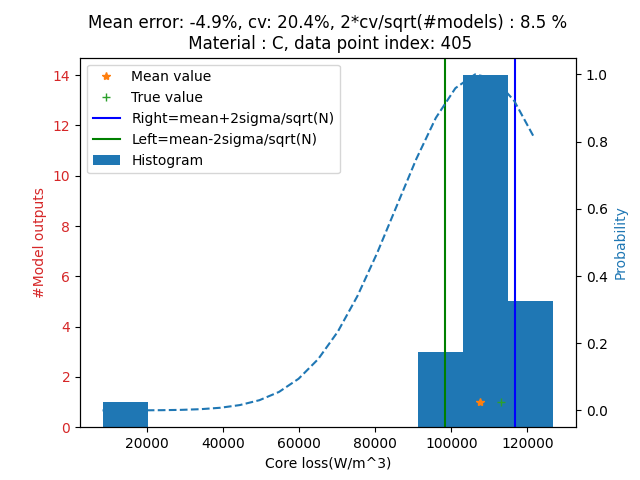 Mean error: -4.9%, cv: 20.4%, 2*cv/sqrt(#models) : 8.5 %
Material : C, data point index: 405
Mean value
True value
Right=mean+2sigma/sqrt(N)
Left=mean-2sigma/sqrt(N)
Histogram
#Model outputs
14
12
10
8
6
4
2
0
1.0
0.8
0.6
0.4
0.2
0.0
Probability
20000 40000 60000 80000 100000 120000
Core loss(W/m^3)